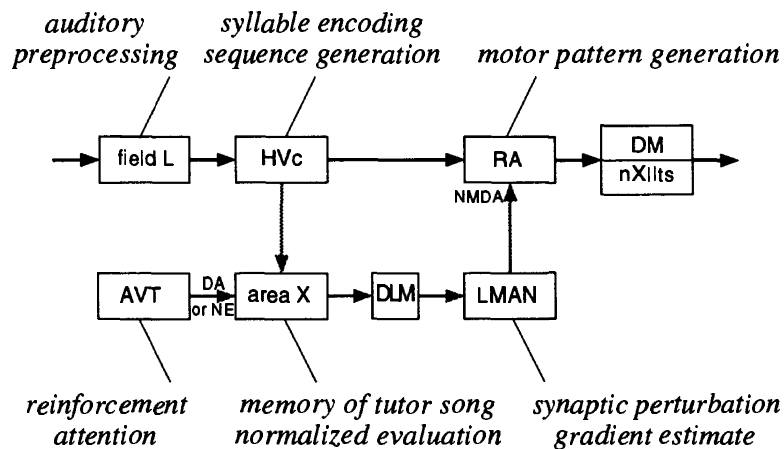 auditory
preprocessing
syllable encoding
sequence generation
motor pattern generation
field L
HVc
RA
DM
nXIIts
NMDA
AVT
DA
or NE
area X
DLM
LMAN
reinforcement
attention
memory of tutor song
normalized evaluation
synaptic perturbation
gradient estimate